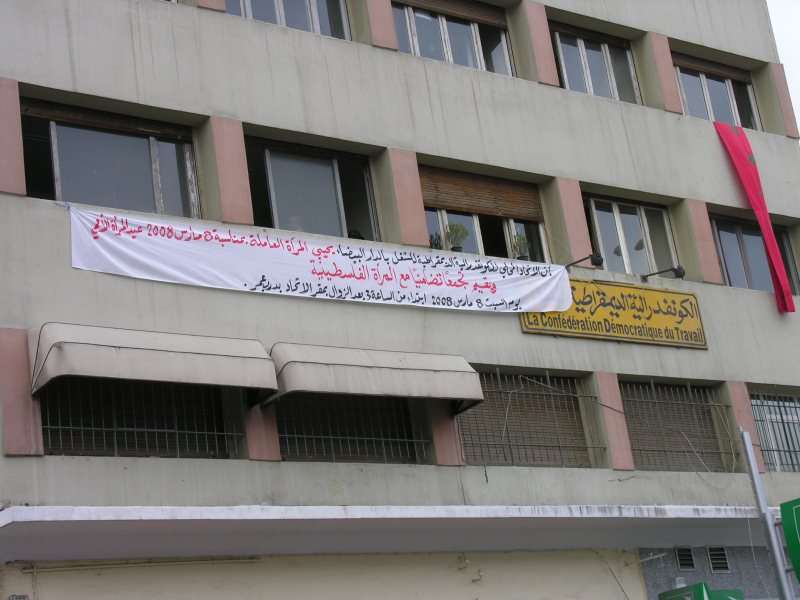 الاتحاد المحلي للكونفدرالية الديمقراطية للشغل بالدار البيضاء يحيي المرأة العاملة بمناسبة 8 مارس 2008 عيد المرأة الأممي
ويقيم تجمعا تضامنيا مع المرأة الفلسطينية
يوم السبت 8 مارس 2008 ابتداء من الساعة 3 بعد الزوال بمقر الاتحاد بدرب عمر .
الكونفدرالية الديمقراطية
La Confédération Démocratique du Travail